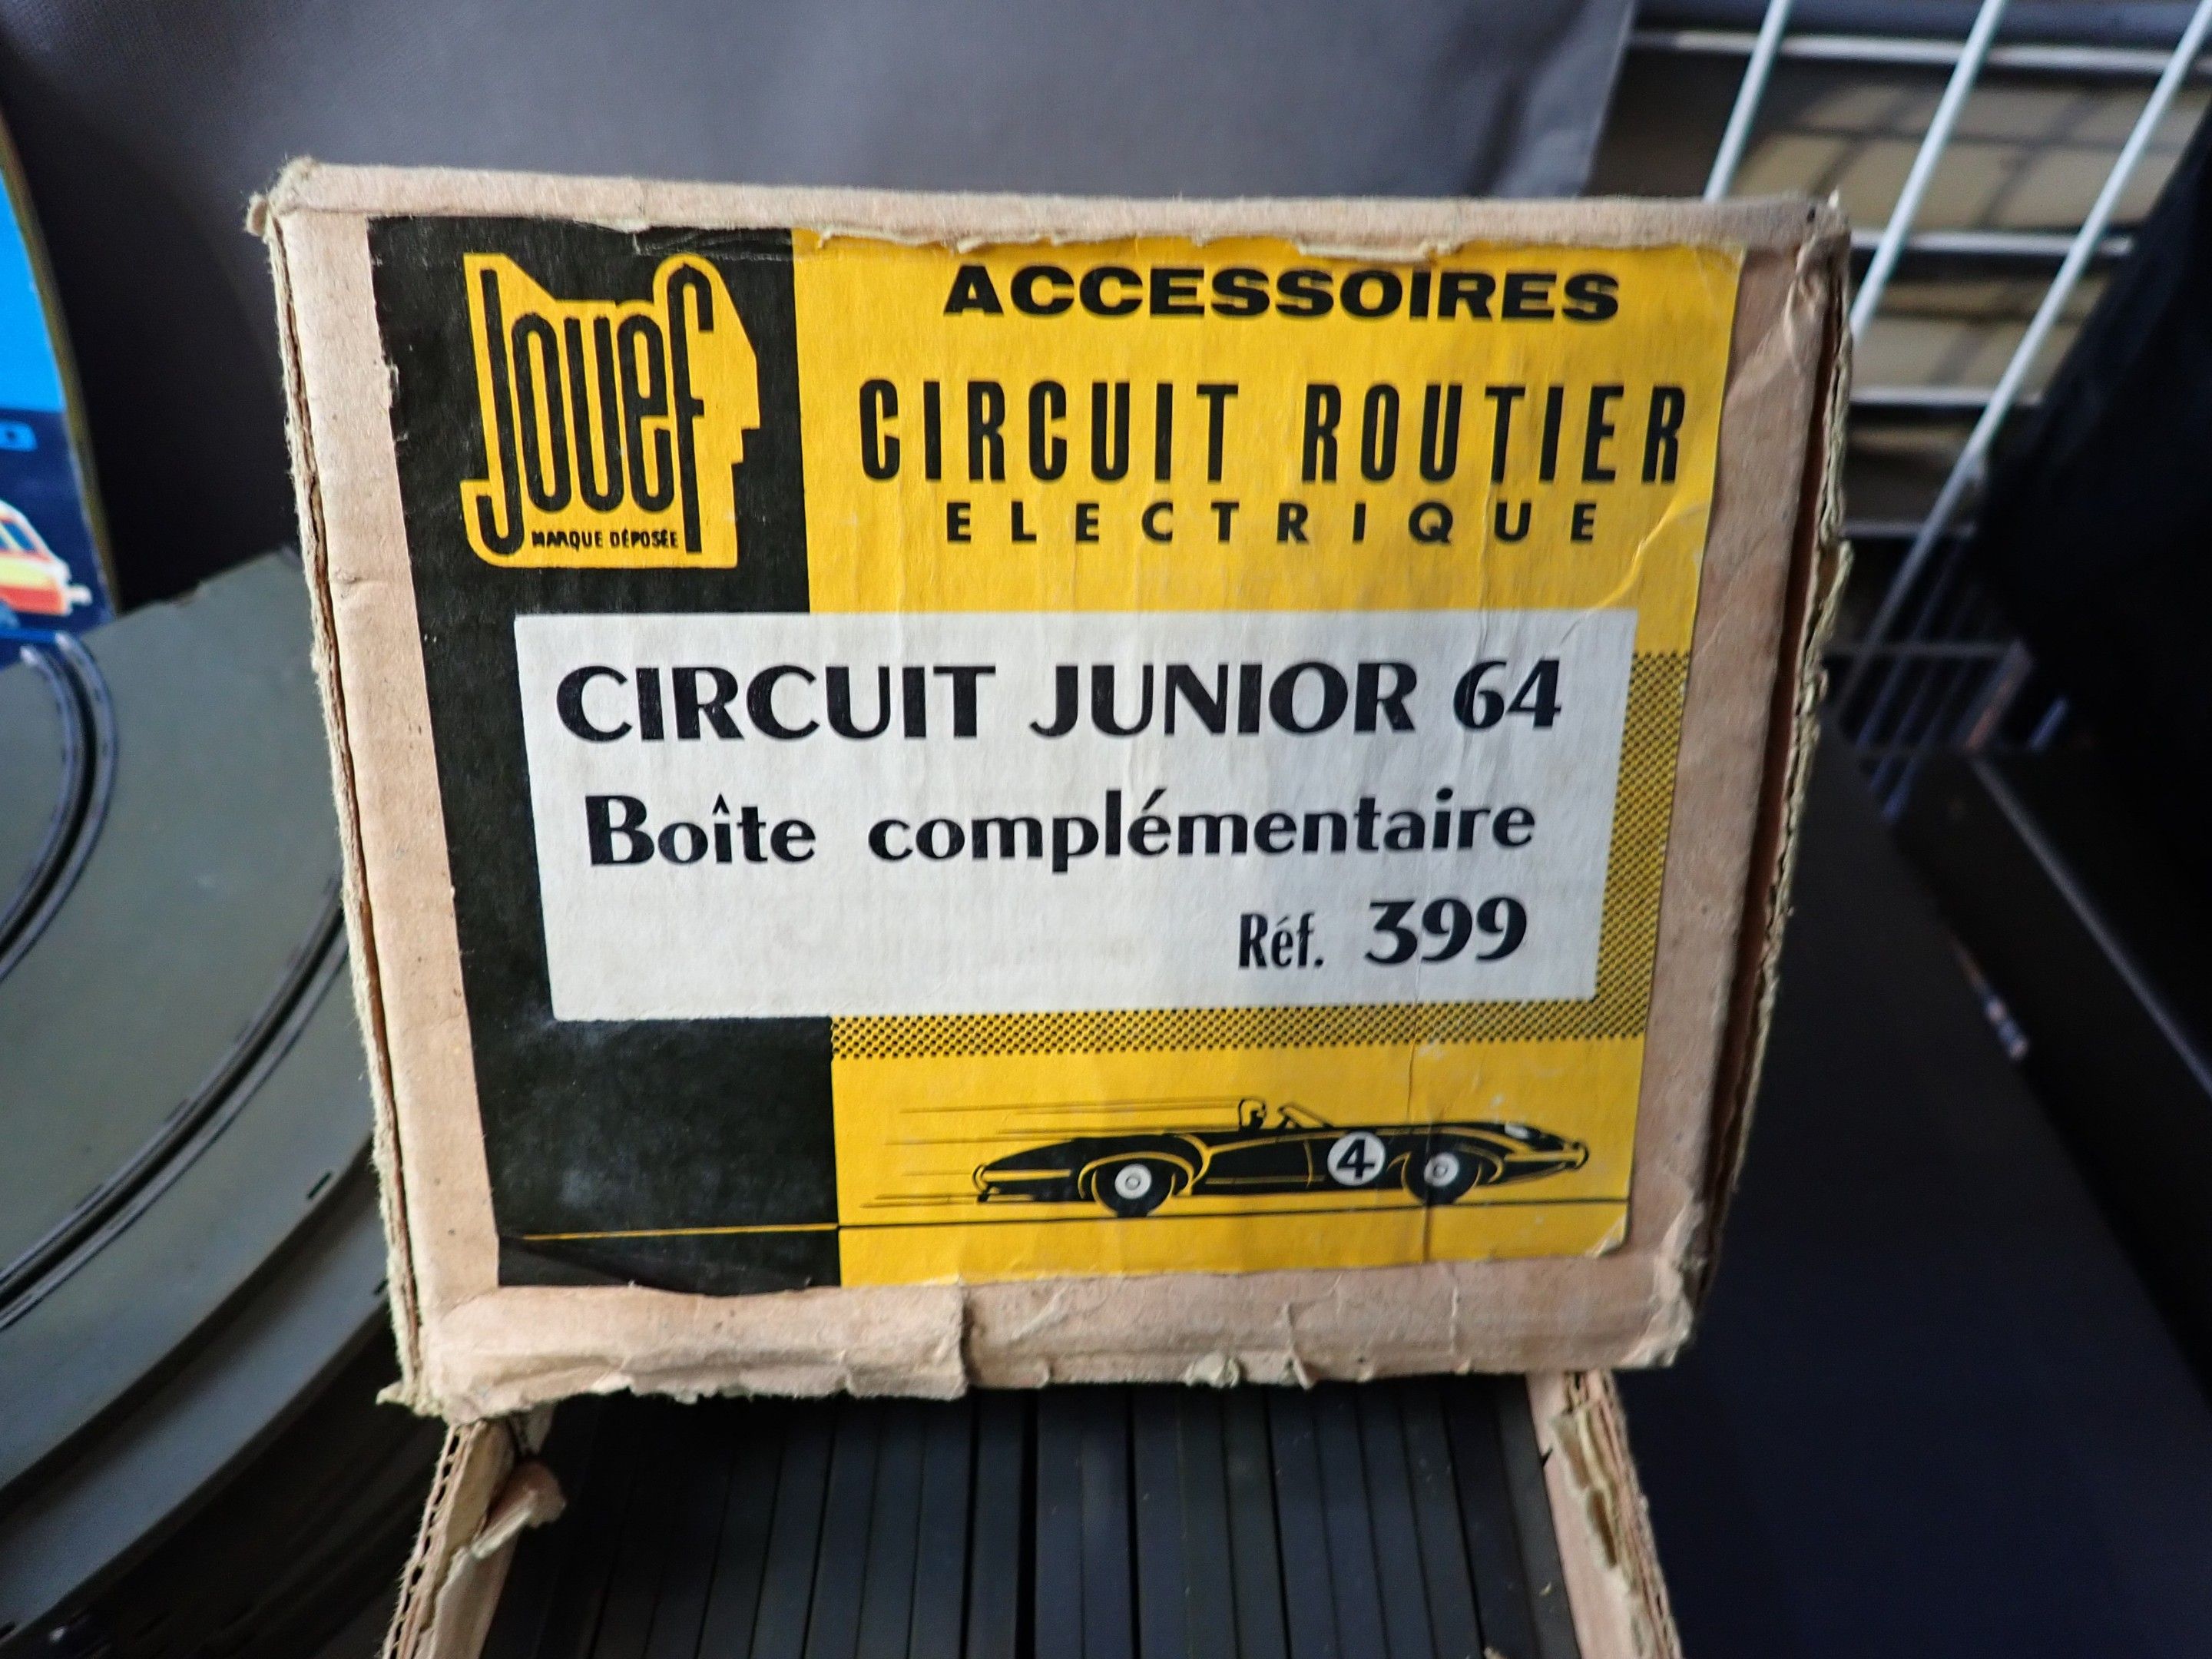 Jouef
MARQUE DÉPOSÉE
ACCESSOIRES
CIRCUIT ROUTIER
ELECTRIQUE
CIRCUIT JUNIOR 64
Boîte complémentaire
Réf. 399
4